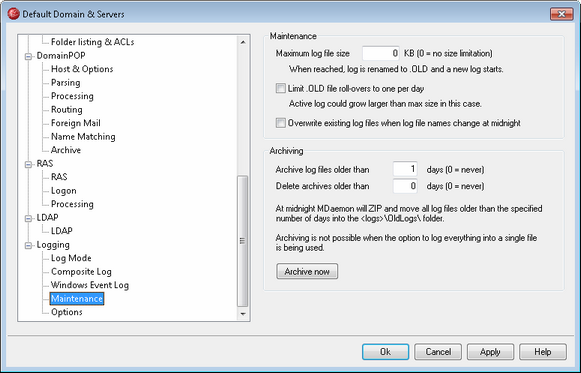 Default Domain & Servers
Folder listing & ACLs
DomainPOP
Host & Options
Parsing
Processing
Routing
Foreign Mail
Name Matching
Archive
RAS
RAS
Logon
Processing
LDAP
LDAP
Logging
Log Mode
Composite Log
Windows Event Log
Maintenance
Options
Maintenance
Maximum log file size 0 KB (0 = no size limitation)
When reached, log is renamed to .OLD and a new log starts.
Limit .OLD file roll-overs to one per day
Active log could grow larger than max size in this case.
Overwrite existing log files when log file names change at midnight
Archiving
Archive log files older than 1 days (0 = never)
Delete archives older than 0 days (0 = never)
At midnight MDaemon will ZIP and move all log files older than the specified
number of days into the <logs>\OldLogs\ folder.
Archiving is not possible when the option to log everything into a single file
is being used.
Archive now
Ok Cancel Apply Help